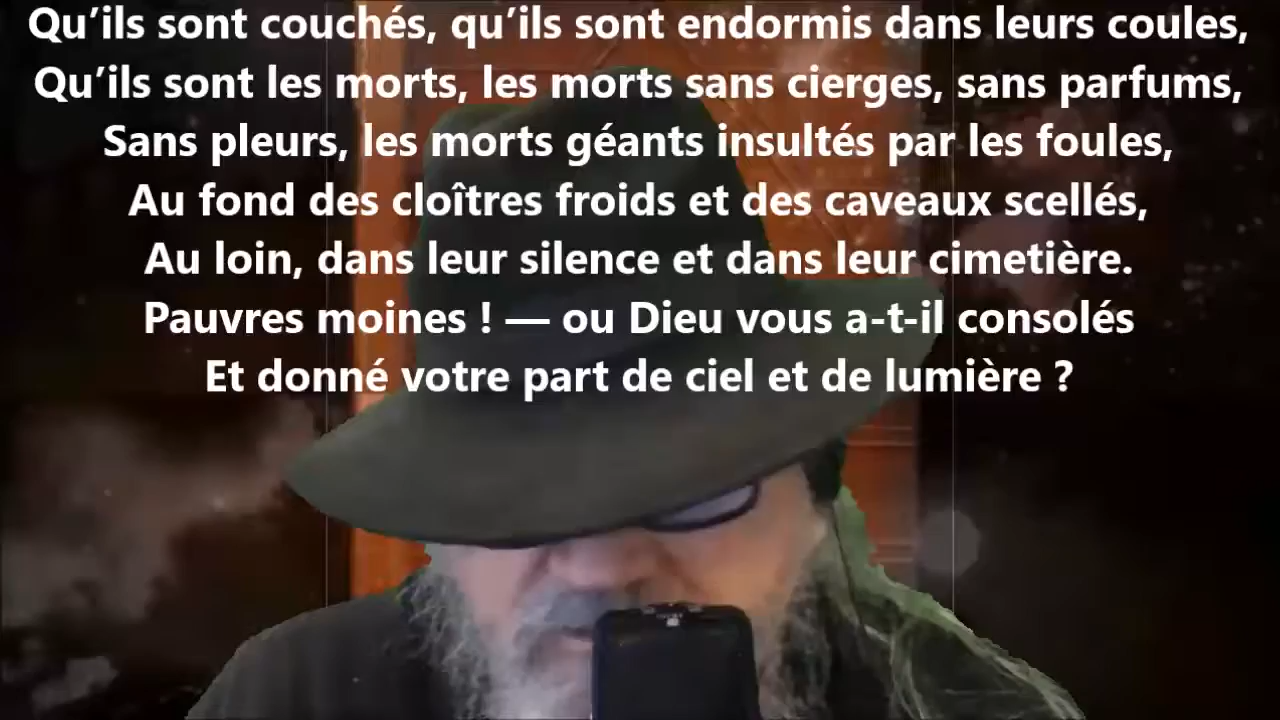 Qu’ils sont couchés, qu’ils sont endormis dans leurs coules,
Qu’ils sont les morts, les morts sans cierges, sans parfums,
Sans pleurs, les morts géants insultés par les foules,
Au fond des cloîtres froids et des caveaux scellés,
Au loin, dans leur silence et dans leur cimetière.
Pauvres moines ! — ou Dieu vous a-t-il consolés
Et donné votre part de ciel et de lumière ?